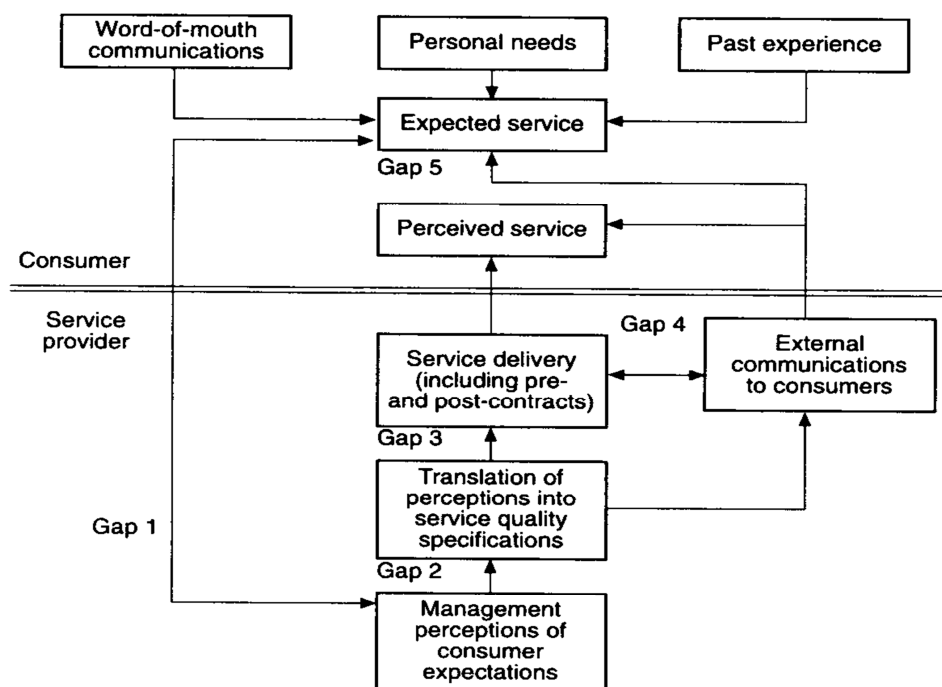 Word-of-mouth
communications
Personal needs
Past experience
Expected service
Gap 5
Perceived service
Consumer
Service
provider
Gap 4
Service delivery
(including pre-
and post-contracts)
External
communications
to consumers
Gap 3
Translation of
perceptions into
service quality
specifications
Gap 1
Gap 2
Management
perceptions of
consumer
expectations